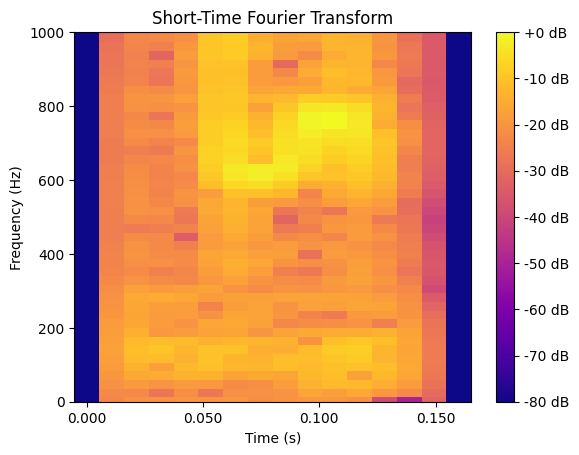 Short-Time Fourier Transform
1000
800
600
400
200
0
Frequency (Hz)
0.000
0.050
0.100
0.150
Time (s)
+0 dB
-10 dB
-20 dB
-30 dB
-40 dB
-50 dB
-60 dB
-70 dB
-80 dB